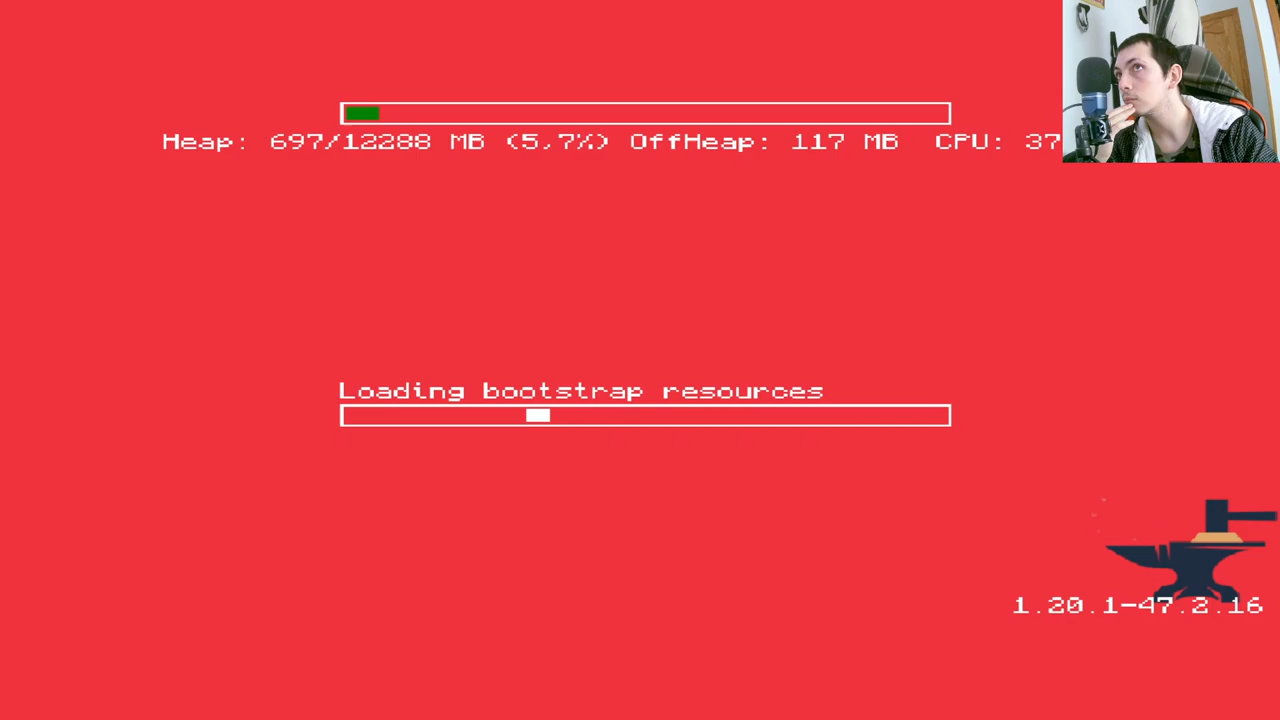 Heap: 697/12288 MB (5,7%) OffHeap: 117 MB CPU: 37
Loading bootstrap resources
1.20.1-47.2.16